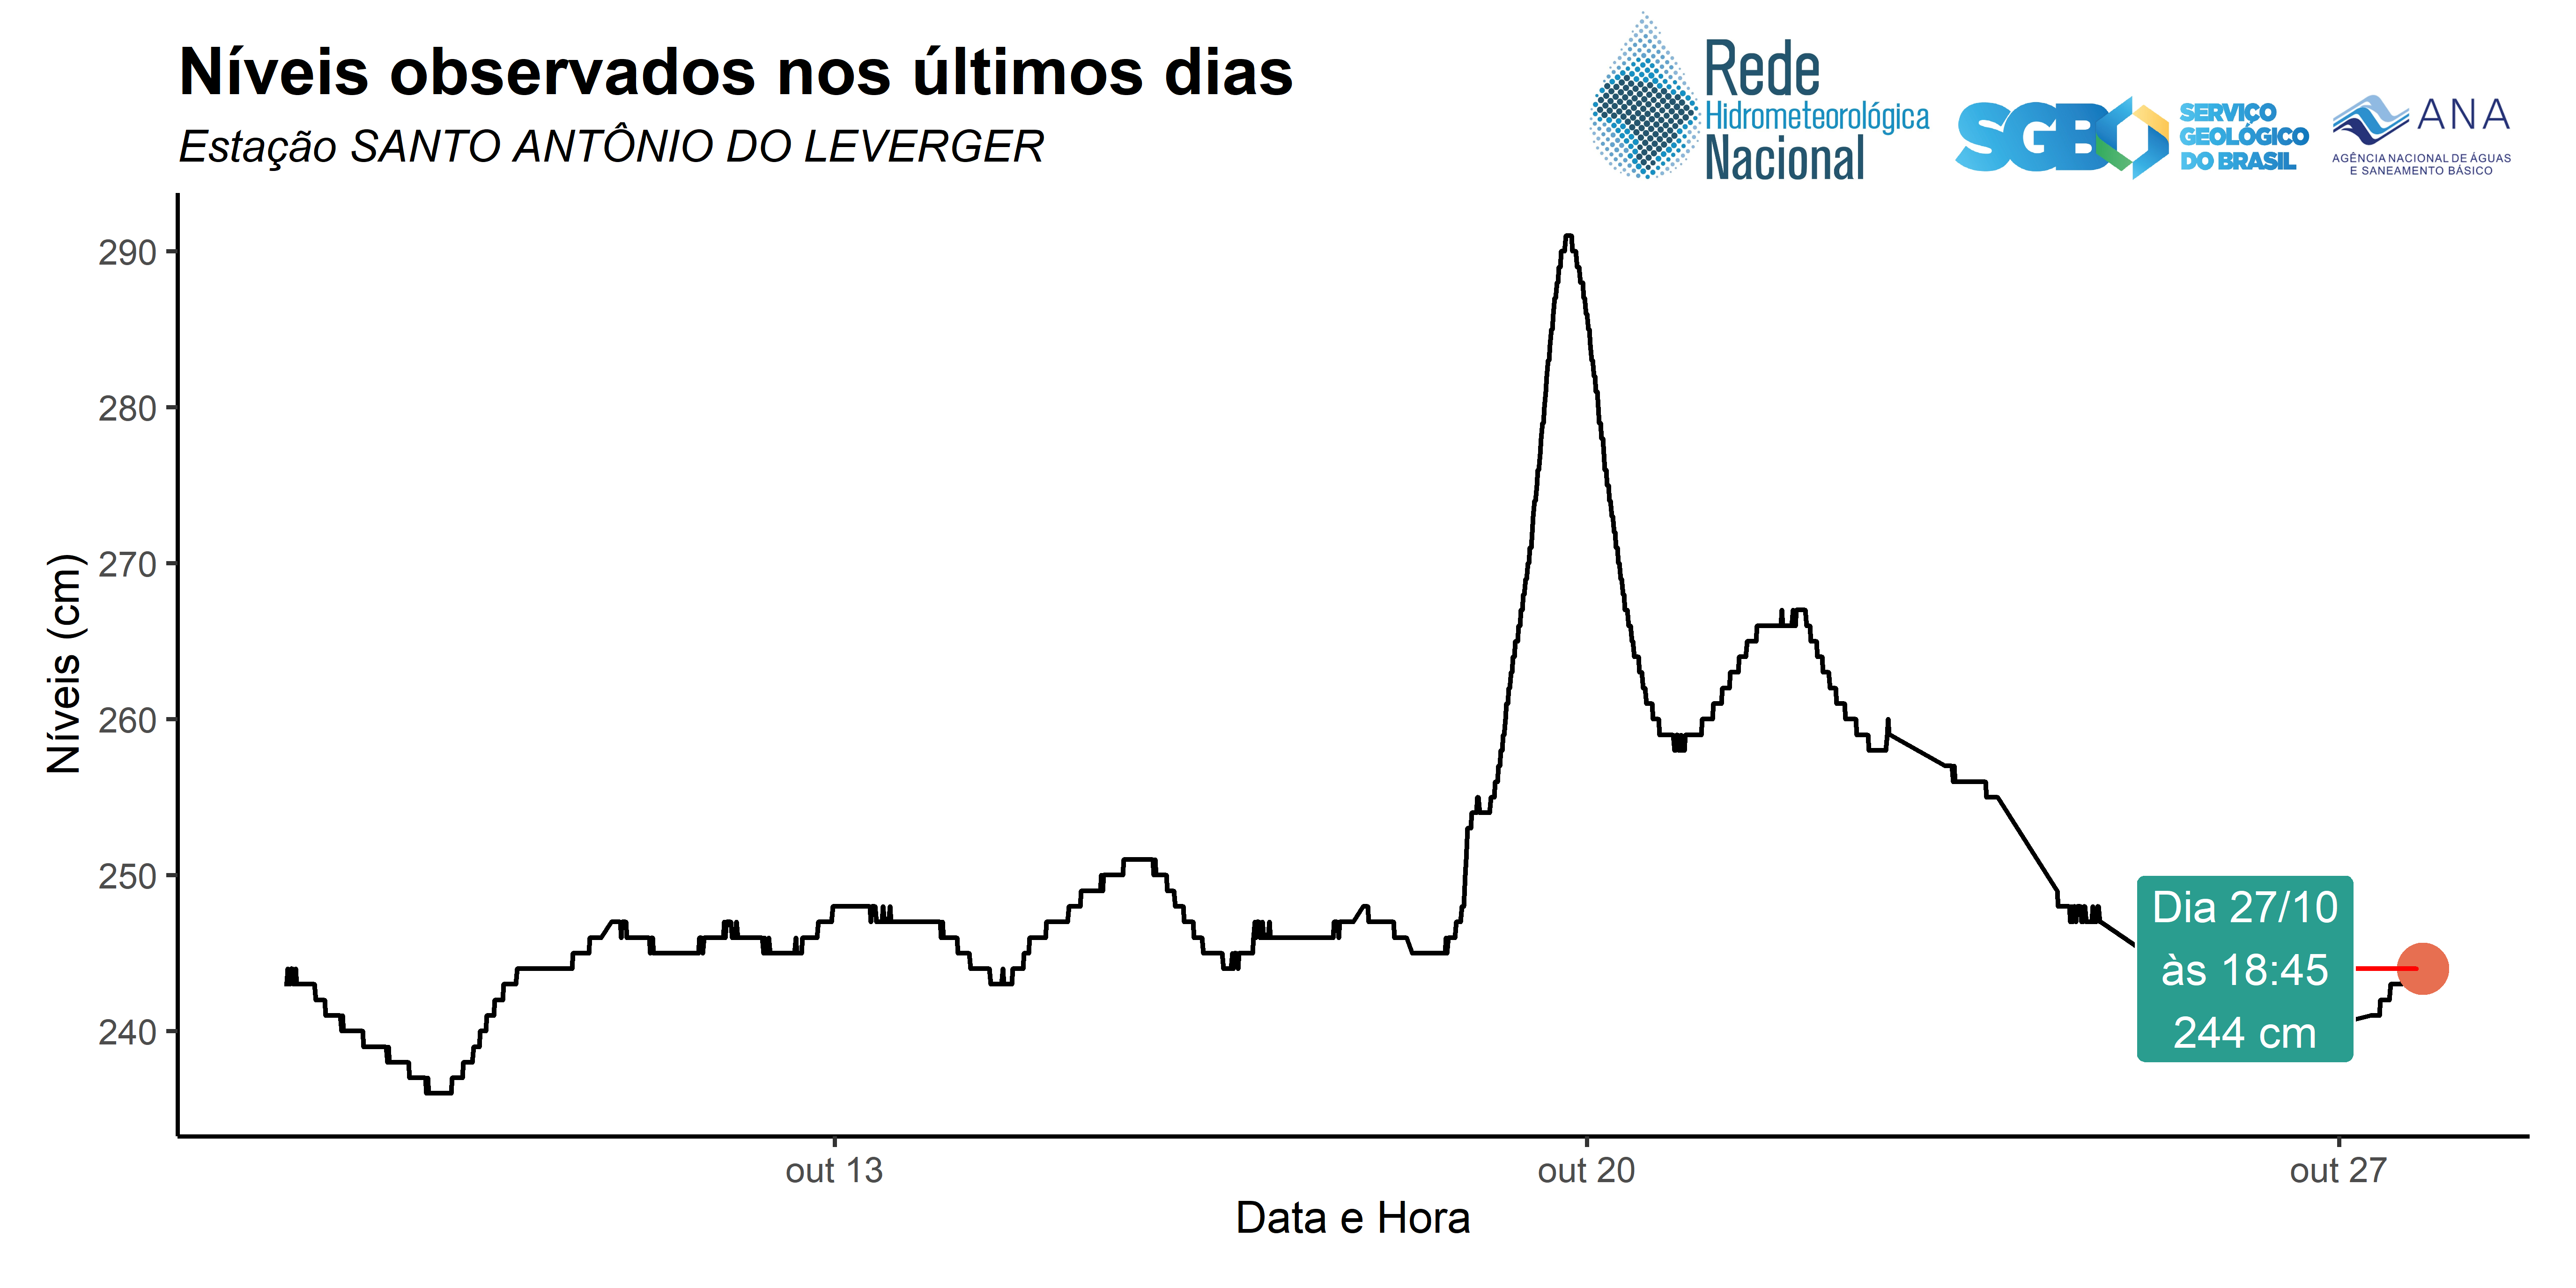 Níveis observados nos últimos dias
Estação SANTO ANTÔNIO DO LEVERGER
Rede
Hidrometeorológica
Nacional
SGB
SERVIÇO
GEOLÓGICO
DO BRASIL
ANA
AGÊNCIA NACIONAL DE ÁGUAS
E SANEAMENTO BÁSICO
Níveis (cm)
290
280
270
260
250
240
Dia 27/10
às 18:45
244 cm
out 13
out 20
out 27
Data e Hora